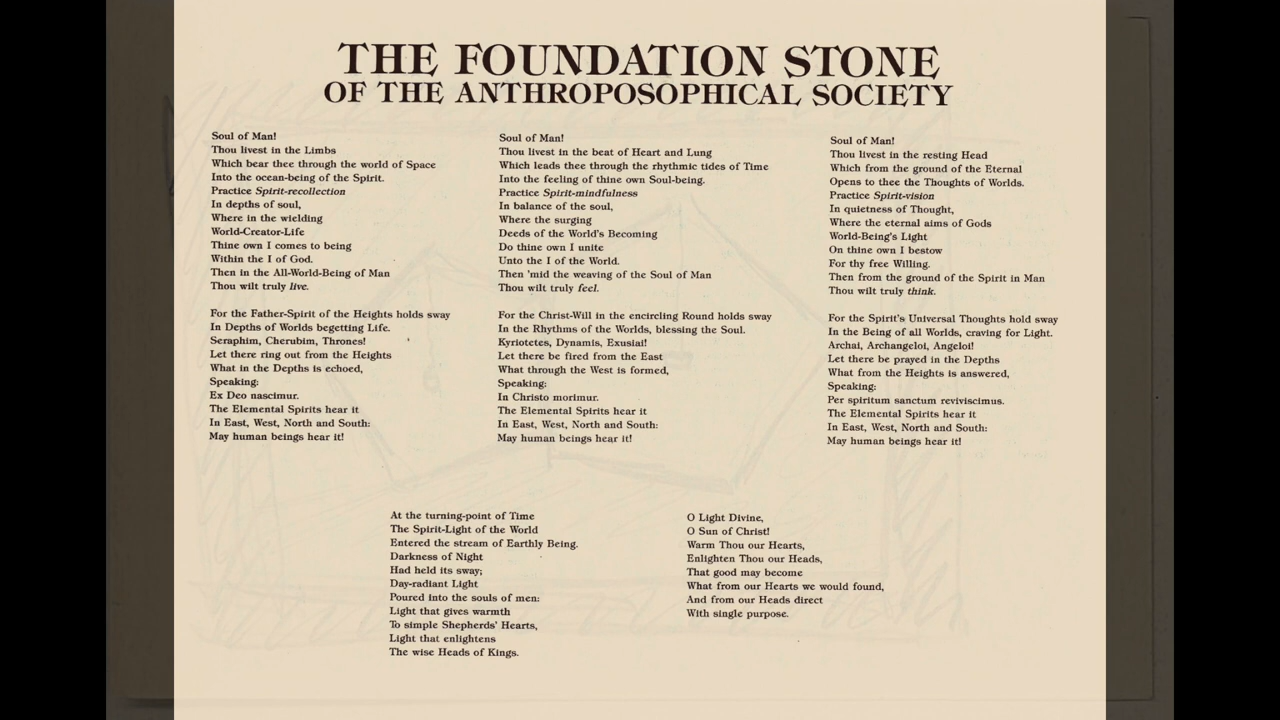 THE FOUNDATION STONE
OF THE ANTHROPOSOPHICAL SOCIETY
Soul of Man!
Thou livest in the Limbs
Which bear thee through the world of Space
Into the ocean-being of the Spirit.
Practice Spirit-recollection
In depths of soul,
Where in the wielding
World-Creator-Life
Thine own I comes to being
Within the I of God.
Then in the All-World-Being of Man
Thou wilt truly live.
For the Father-Spirit of the Heights holds sway
In Depths of Worlds begetting Life.
Seraphim, Cherubim, Thrones!
Let there ring out from the Heights
What in the Depths is echoed,
Speaking:
Ex Deo nascimur.
The Elemental Spirits hear it
In East, West, North and South:
May human beings hear it!
Soul of Man!
Thou livest in the beat of Heart and Lung
Which leads thee through the rhythmic tides of Time
Into the feeling of thine own Soul-being.
Practice Spirit-mindfulness
In balance of the soul,
Where the surging
Deeds of the World's Becoming
Do thine own I unite
Unto the I of the World.
Then 'mid the weaving of the Soul of Man
Thou wilt truly feel.
For the Christ-Will in the encircling Round holds sway
In the Rhythms of the Worlds, blessing the Soul.
Kyriotetes, Dynamis, Exusiai!
Let there be fired from the East
What through the West is formed,
Speaking:
In Christo morimur.
The Elemental Spirits hear it
In East, West, North and South:
May human beings hear it!
Soul of Man!
Thou livest in the resting Head
Which from the ground of the Eternal
Opens to thee the Thoughts of Worlds.
Practice Spirit-vision
In quietness of Thought,
Where the eternal aims of Gods
World-Being's Light
On thine own I bestow
For thy free Willing.
Then from the ground of the Spirit in Man
Thou wilt truly think.
For the Spirit's Universal Thoughts hold sway
In the Being of all Worlds, craving for Light.
Archai, Archangeloi, Angeloi!
Let there be prayed in the Depths
What from the Heights is answered,
Speaking:
Per spiritum sanctum reviviscimus.
The Elemental Spirits hear it
In East, West, North and South:
May human beings hear it!
At the turning-point of Time
The Spirit-Light of the World
Entered the stream of Earthly Being.
Darkness of Night
Had held its sway;
Day-radiant Light
Poured into the souls of men:
Light that gives warmth
To simple Shepherds' Hearts,
Light that enlightens
The wise Heads of Kings.
O Light Divine,
O Sun of Christ!
Warm Thou our Hearts,
Enlighten Thou our Heads,
That good may become
What from our Hearts we would found,
And from our Heads direct
With single purpose.